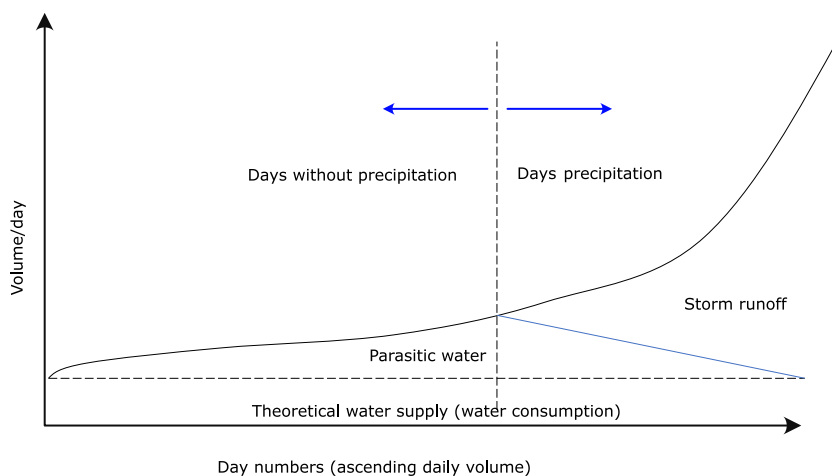 Days without precipitation
Days precipitation
Volume/day
Storm runoff
Parasitic water
Theoretical water supply (water consumption)
Day numbers (ascending daily volume)